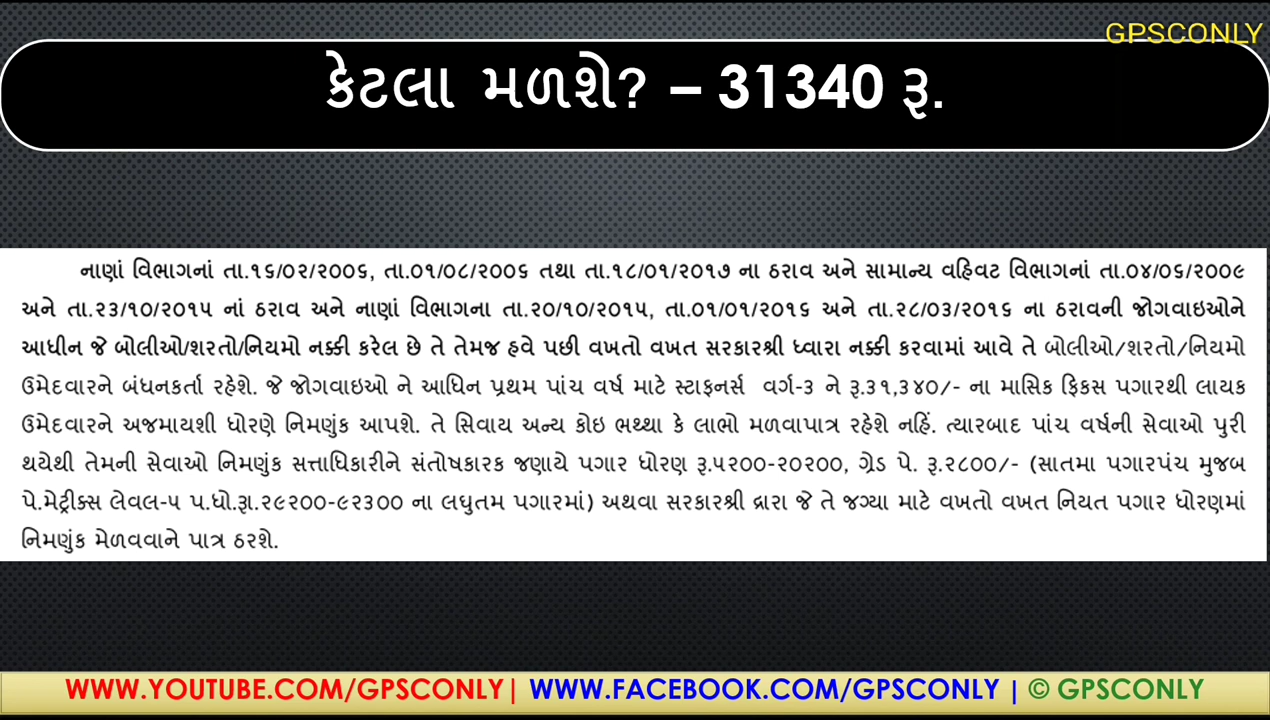 GPSCONLY
કેટલા મળશે? – 31340 રૂ.
નાણાં વિભાગનાં તા.૧૬/૦૨/૨૦૦૬, તા.૦૧/૦૮/૨૦૦૬ તથા તા.૧૮/૦૧/૨૦૧૭ ના ઠરાવ અને સામાન્ય વહિવટ વિભાગનાં તા.૦૪/૦૬/૨૦૦૯
અને તા.૨૩/૧૦/૨૦૧૫ નાં ઠરાવ અને નાણાં વિભાગના તા.૨૦/૧૦/૨૦૧૫, તા.૦૧/૦૧/૨૦૧૬ અને તા.૨૮/૦૩/૨૦૧૬ ના ઠરાવની જોગવાઇઓને
આધીન જે બોલીઓ/શરતો/નિયમો નક્કી કરેલ છે તે તેમજ હવે પછી વખતો વખત સરકારશ્રી ધ્વારા નક્કી કરવામાં આવે તે બોલીઓ/શરતો/નિયમો
ઉમેદવારને બંધનકર્તા રહેશે. જે જોગવાઇઓ ને આધિન પ્રથમ પાંચ વર્ષ માટે સ્ટાફનર્સ વર્ગ-૩ ને રૂ.૩૧,૩૪૦/- ના માસિક ફિકસ પગારથી લાયક
ઉમેદવારને અજમાયશી ધોરણે નિમણુંક આપશે. તે સિવાય અન્ય કોઇ ભથ્થા કે લાભો મળવાપાત્ર રહેશે નહિં. ત્યારબાદ પાંચ વર્ષની સેવાઓ પુરી
થયેથી તેમની સેવાઓ નિમણુંક સત્તાધિકારીને સંતોષકારક જણાયે પગાર ધોરણ રૂ.૫૨૦૦-૨૦૨૦૦, ગ્રેડ પે. રૂ.૨૮૦૦/- (સાતમા પગારપંચ મુજબ
પે.મેટ્રીક્સ લેવલ-૫ પ.ધો.રૂા.૨૯૨૦૦-૯૨૩૦૦ ના લઘુતમ પગારમાં) અથવા સરકારશ્રી દ્રારા જે તે જગ્યા માટે વખતો વખત નિયત પગાર ધોરણમાં
નિમણુંક મેળવવાને પાત્ર ઠરશે.
WWW.YOUTUBE.COM/GPSCONLY| WWW.FACEBOOK.COM/GPSCONLY | © GPSCONLY